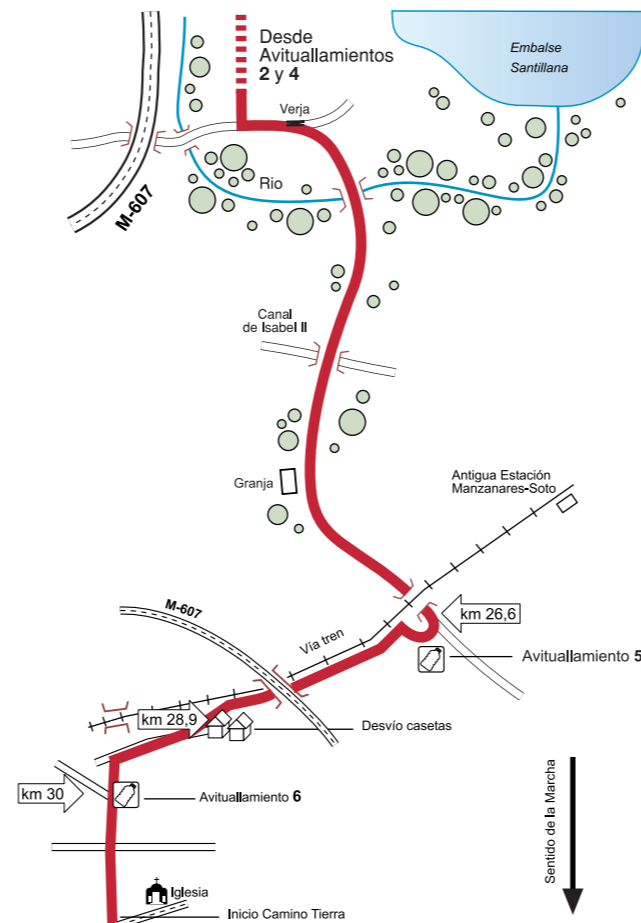 Desde
Avituallamientos
2 y 4
Embalse
Santillana
Verja
M-607
Rio
Canal
de Isabel II
Granja
Antigua Estación
Manzanares-Soto
M-607
km 26,6
Vía tren
Avituallamiento 5
km 28,9
Desvío casetas
km 30
Avituallamiento 6
Sentido de la Marcha
Iglesia
Inicio Camino Tierra